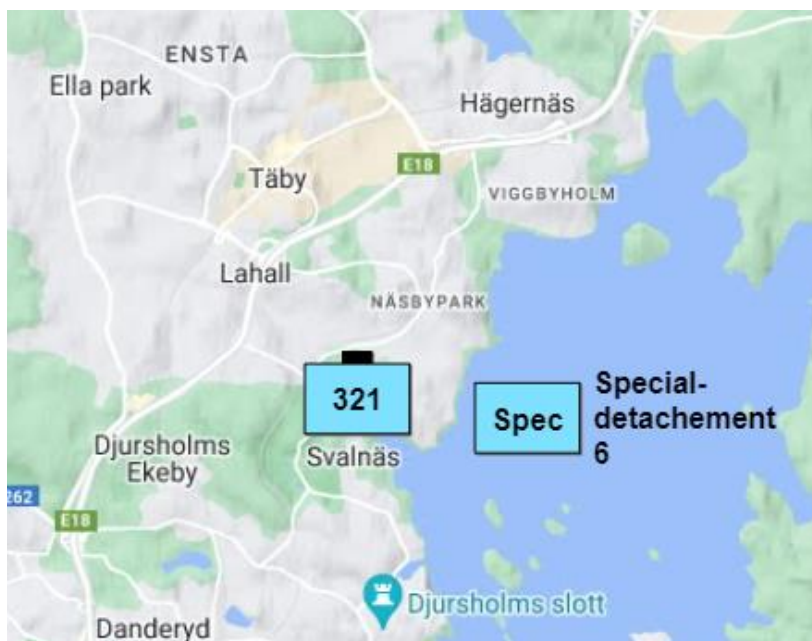 ENSTA
Ella park
Hägernäs
E18
Täby
VIGGBYHOLM
Lahall
NÄSBYPARK
321
Spec
Special-
detachement
6
Svalnäs
Djursholms
Ekeby
262
E18
Djursholms slott
Danderyd